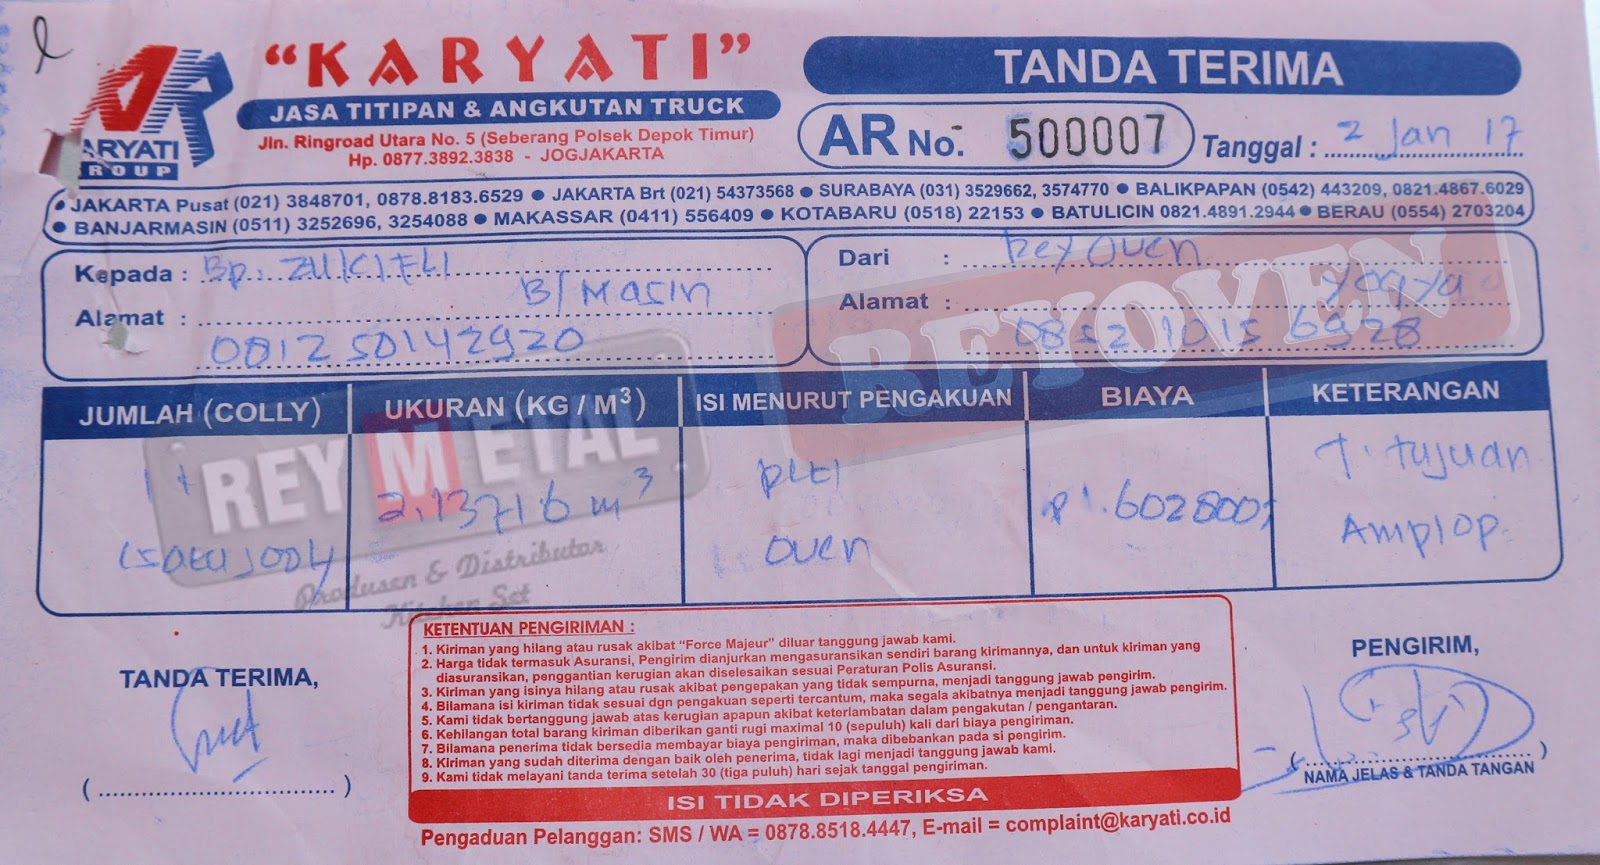 "KARYATI"
JASA TITIPAN & ANGKUTAN TRUCK
Jln. Ringroad Utara No. 5 (Seberang Polsek Depok Timur)
Hp. 0877.3892.3838 - JOGJAKARTA
ARYATI
GROUP
TANDA TERIMA
AR No. 500007
Tanggal : 2 Jan 17
• JAKARTA Pusat (021) 3848701, 0878.8183.6529 • JAKARTA Brt (021) 54373568 • SURABAYA (031) 3529662, 3574770 • BALIKPAPAN (0542) 443209, 0821.4867.6029
• BANJARMASIN (0511) 3252696, 3254088 • MAKASSAR (0411) 556409 • KOTABARU (0518) 22153 • BATULICIN 0821.4891.2944 • BERAU (0554) 2703204
Kepada : Bp. ZULKIFLI
Alamat : B/Masin
081250142920
Dari : Rey Oven
Alamat : Yogya
0852 1015 6928
REYOVEN
JUMLAH (COLLY)
UKURAN (KG / M³)
ISI MENURUT PENGAKUAN
BIAYA
KETERANGAN
1
(satu
2,13716 m³
Oven
1.602800
T. tujuan
Amplop
REY METAL
Produsen & Distributor
Kitchen Set
KETENTUAN PENGIRIMAN :
1. Kiriman yang hilang atau rusak akibat "Force Majeur" diluar tanggung jawab kami.
2. Harga tidak termasuk Asuransi, Pengirim dianjurkan mengasuransikan sendiri barang kirimannya, dan untuk kiriman yang
diasuransikan, penggantian kerugian akan diselesaikan sesuai Peraturan Polis Asuransi.
3. Kiriman yang isinya hilang atau rusak akibat pengepakan yang tidak sempurna, menjadi tanggung jawab pengirim.
4. Bilamana isi kiriman tidak sesuai dgn pengakuan seperti tercantum, maka segala akibatnya menjadi tanggung jawab pengirim.
5. Kami tidak bertanggung jawab atas kerugian apapun akibat keterlambatan dalam pengakutan / pengantaran.
6. Kehilangan total barang kiriman diberikan ganti rugi maximal 10 (sepuluh) kali dari biaya pengiriman.
7. Bilamana penerima tidak bersedia membayar biaya pengiriman, maka dibebankan pada si pengirim.
8. Kiriman yang sudah diterima dengan baik oleh penerima, tidak lagi menjadi tanggung jawab kami.
9. Kami tidak melayani tanda terima setelah 30 (tiga puluh) hari sejak tanggal pengiriman.
ISI TIDAK DIPERIKSA
Pengaduan Pelanggan: SMS / WA = 0878.8518.4447, E-mail = complaint@karyati.co.id
TANDA TERIMA,
(..................................)
PENGIRIM,
(..................................)
NAMA JELAS & TANDA TANGAN